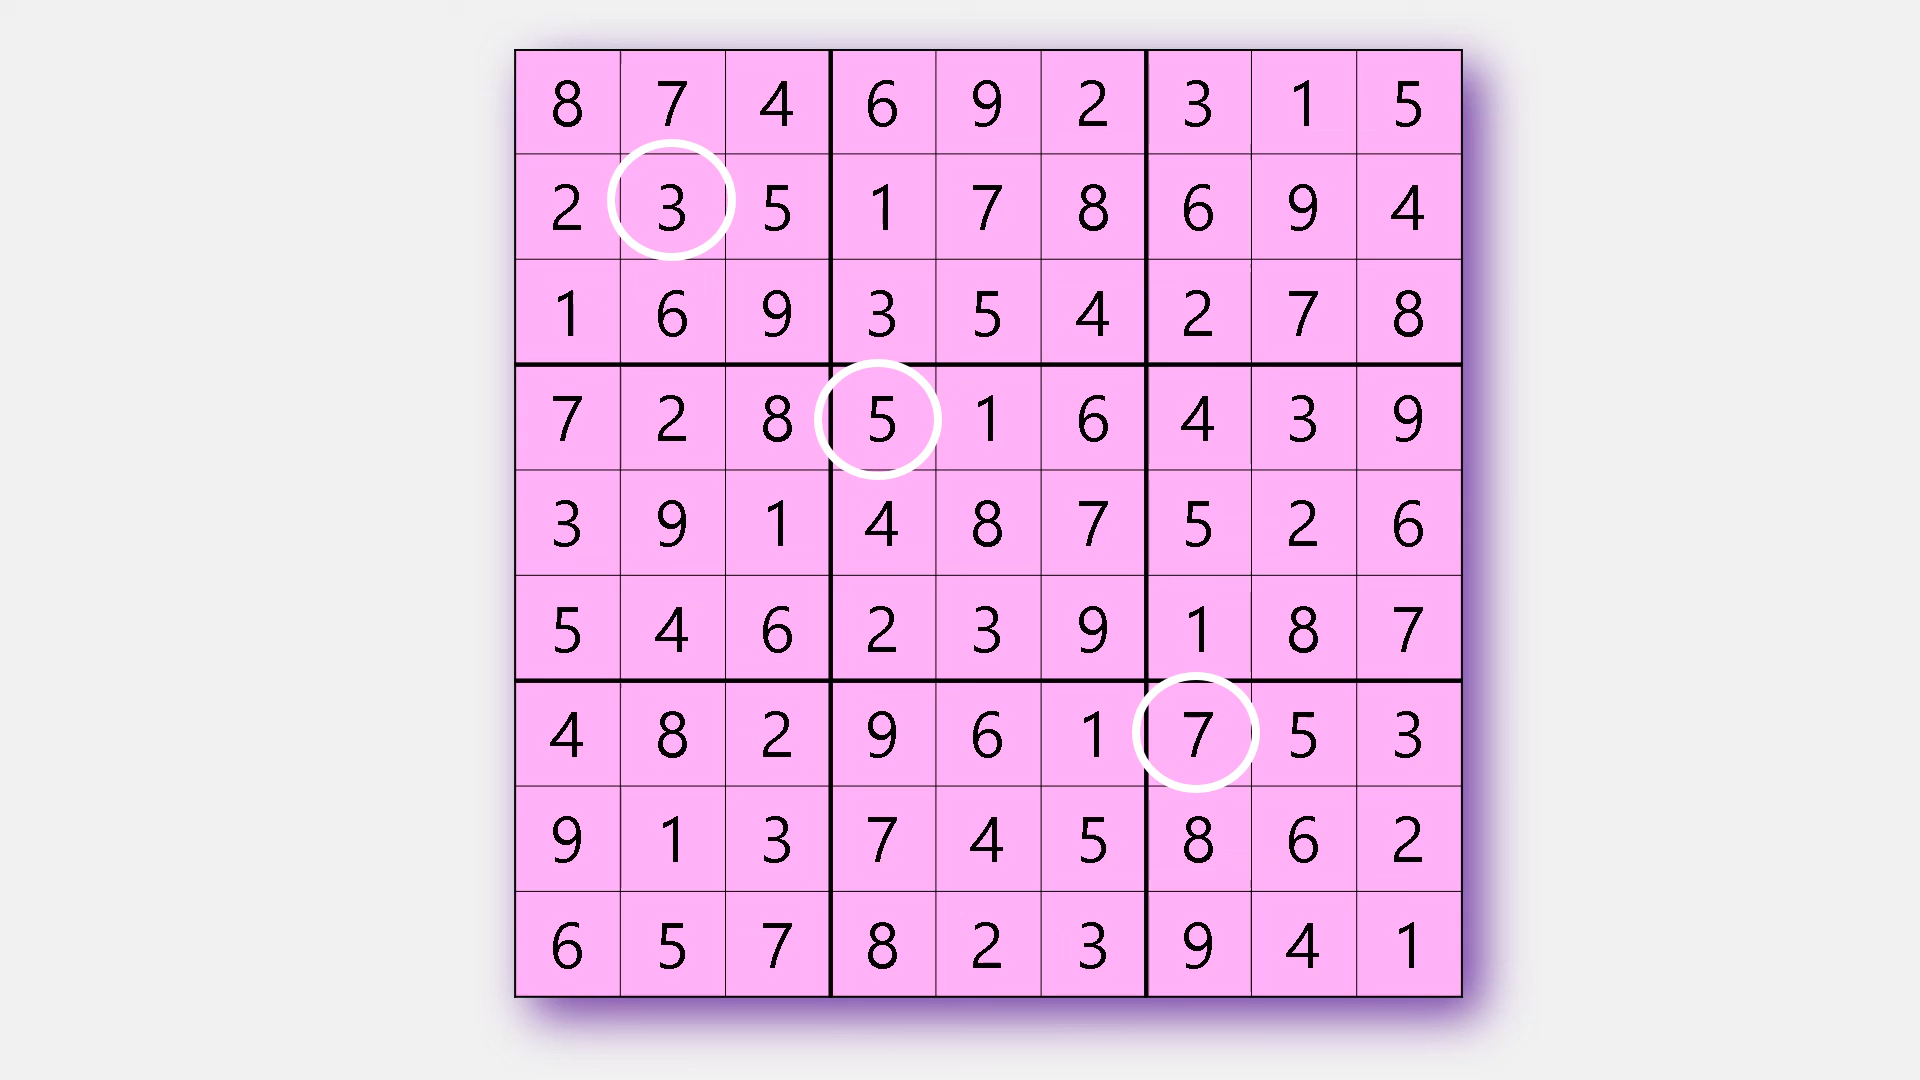 8 7 4 6 9 2 3 1 5
2 3 5 1 7 8 6 9 4
1 6 9 3 5 4 2 7 8
7 2 8 5 1 6 4 3 9
3 9 1 4 8 7 5 2 6
5 4 6 2 3 9 1 8 7
4 8 2 9 6 1 7 5 3
9 1 3 7 4 5 8 6 2
6 5 7 8 2 3 9 4 1